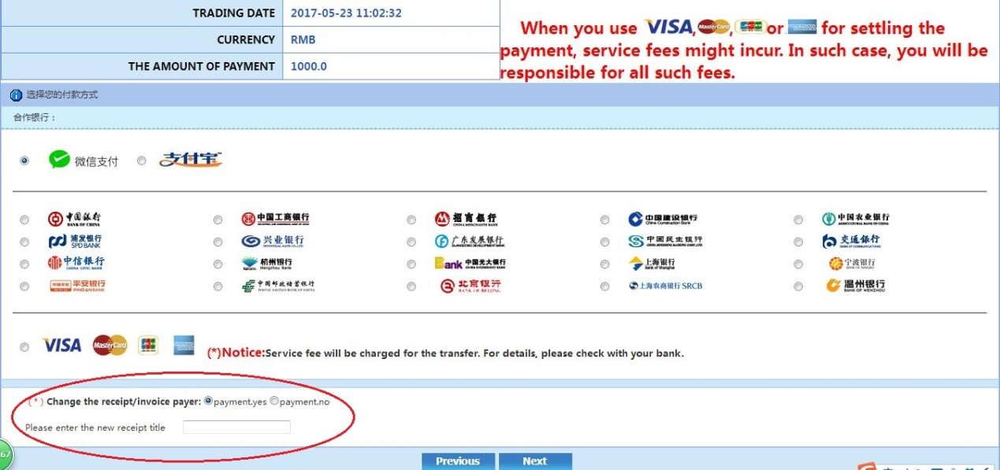 TRADING DATE 2017-05-23 11:02:32
CURRENCY RMB
THE AMOUNT OF PAYMENT 1000.0
When you use VISA, MasterCard, JCB or for settling the
payment, service fees might incur. In such case, you will be
responsible for all such fees.
选择您的付款方式
合作银行：
微信支付 支付宝
中国银行 BANK OF CHINA 中国工商银行 招商银行 CHINA MERCHANTS BANK 中国建设银行 China Construction Bank 中国农业银行 AGRICULTURAL BANK OF CHINA
浦发银行 SPD BANK 兴业银行 INDUSTRIAL BANK CO.,LTD. 广东发展银行 GUANGDONG DEVELOPMENT BANK 中国民生银行 CHINA MINSHENG BANKING CORP.,LTD. 交通银行 BANK OF COMMUNICATIONS
中信银行 CHINA CITIC BANK 杭州银行 Hangzhou Bank Bank 中国光大银行 CHINA EVERBRIGHT BANK 上海银行 Bank of Shanghai 宁波银行 BANK OF NINGBO
中国平安 平安银行 PING AN BANK 中国邮政储蓄银行 POSTAL SAVINGS BANK OF CHINA 北京银行 BANK OF BEIJING 上海农商银行 SRCB 温州银行 BANK OF WENZHOU
VISA MasterCard JCB (*)Notice:Service fee will be charged for the transfer. For details, please check with your bank.
( * ) Change the receipt/invoice payer: payment.yes payment.no
Please enter the new receipt title
67
Previous Next